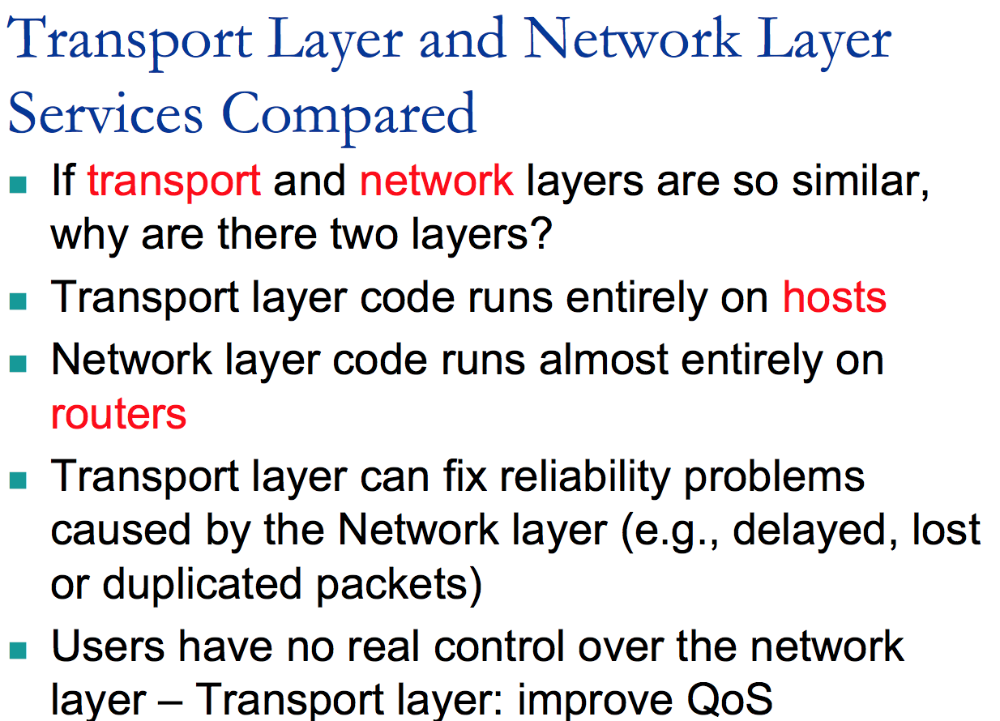 Transport Layer and Network Layer
Services Compared
If transport and network layers are so similar,
why are there two layers?
Transport layer code runs entirely on hosts
Network layer code runs almost entirely on
routers
Transport layer can fix reliability problems
caused by the Network layer (e.g., delayed, lost
or duplicated packets)
Users have no real control over the network
layer – Transport layer: improve QoS